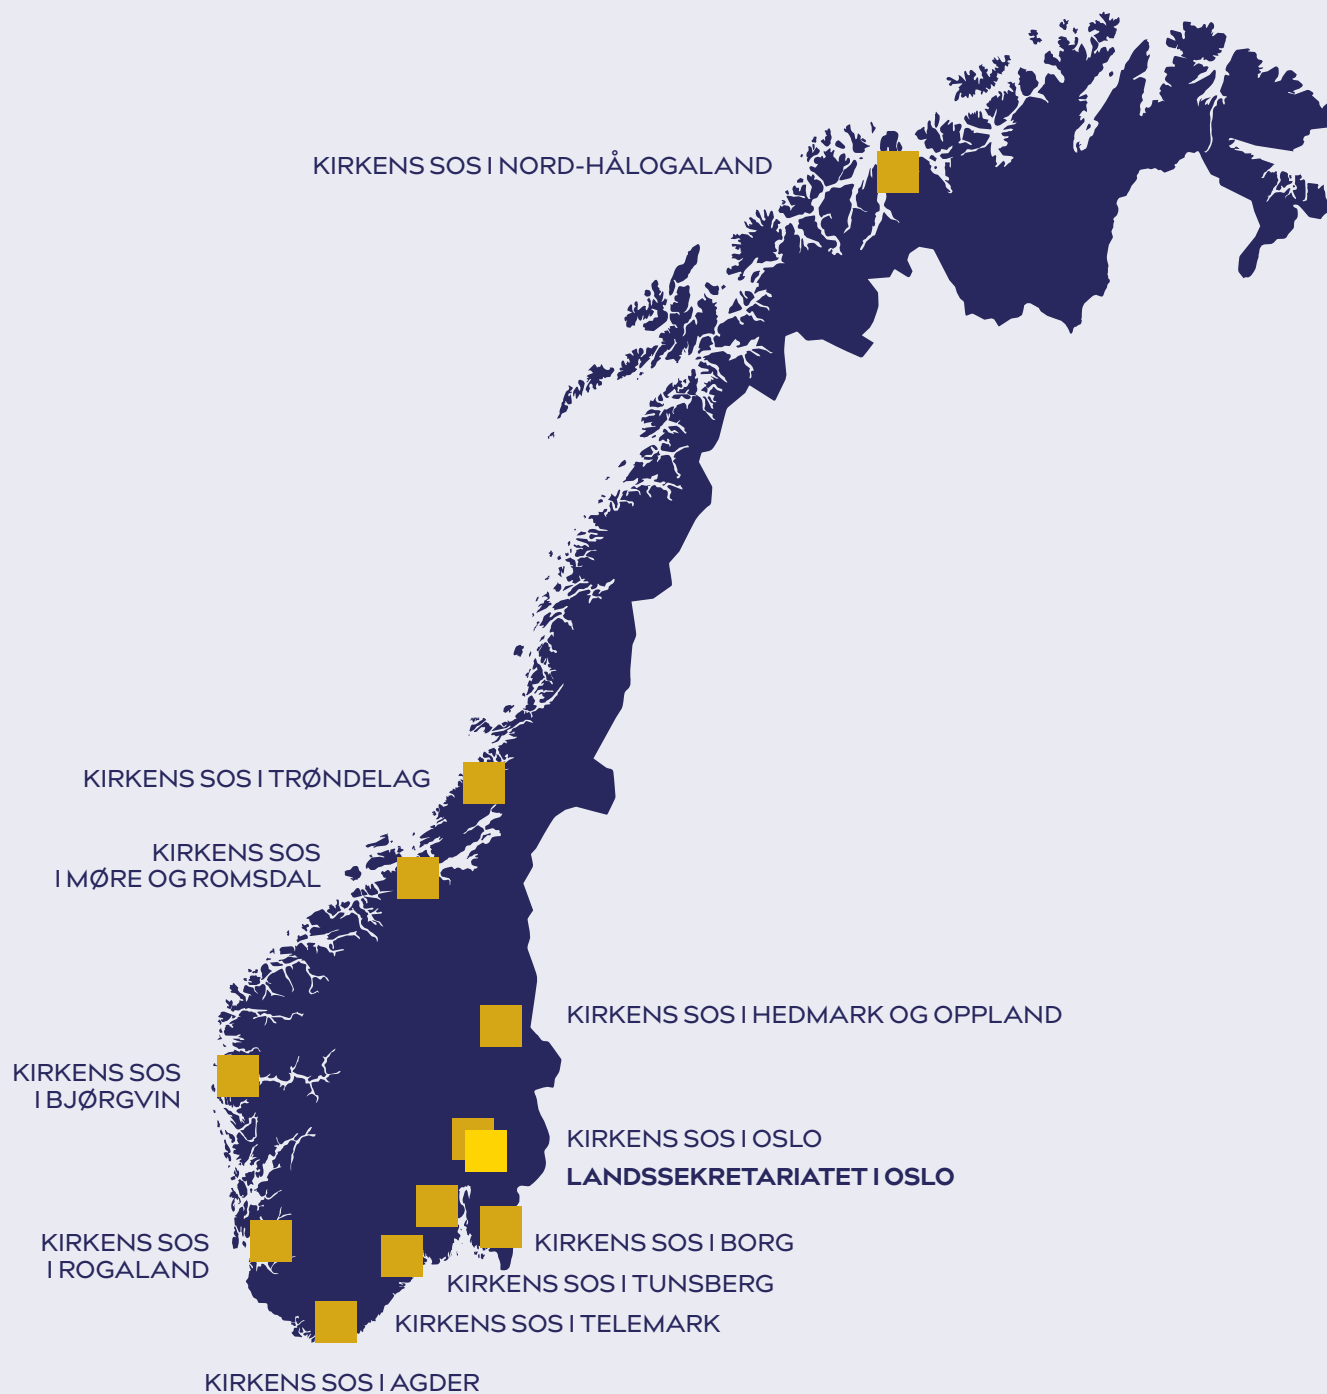 KIRKENS SOS I NORD-HÅLOGALAND
KIRKENS SOS I TRØNDELAG
KIRKENS SOS
I MØRE OG ROMSDAL
KIRKENS SOS I HEDMARK OG OPPLAND
KIRKENS SOS
I BJØRGVIN
KIRKENS SOS I OSLO
LANDSSEKRETARIATET I OSLO
KIRKENS SOS
I ROGALAND
KIRKENS SOS I BORG
KIRKENS SOS I TUNSBERG
KIRKENS SOS I TELEMARK
KIRKENS SOS I AGDER